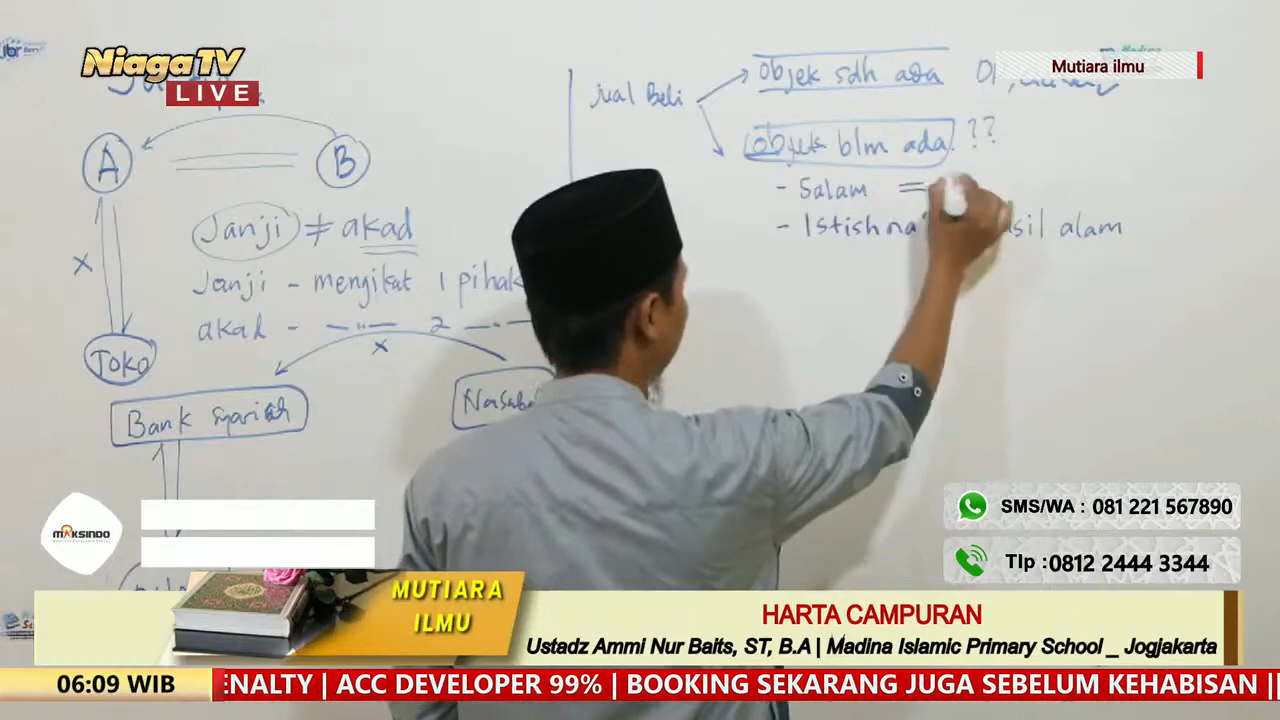 Niaga TV
LIVE
Mutiara ilmu
A
B
Janji ≠ akad
Janji - mengikat 1 pihak
akad - —"— 2 —"—
x
x
Toko
Bank syariah
jual Beli
objek sdh ada
objek blm ada ??
- Salam =
- Istishna' alam
MAKSINDO
SMS/WA : 081 221 567890
Tlp :0812 2444 3344
MUTIARA
ILMU
HARTA CAMPURAN
Ustadz Ammi Nur Baits, ST, B.A | Madina Islamic Primary School _ Jogjakarta
06:09 WIB
ENALTY | ACC DEVELOPER 99% | BOOKING SEKARANG JUGA SEBELUM KEHABISAN ||